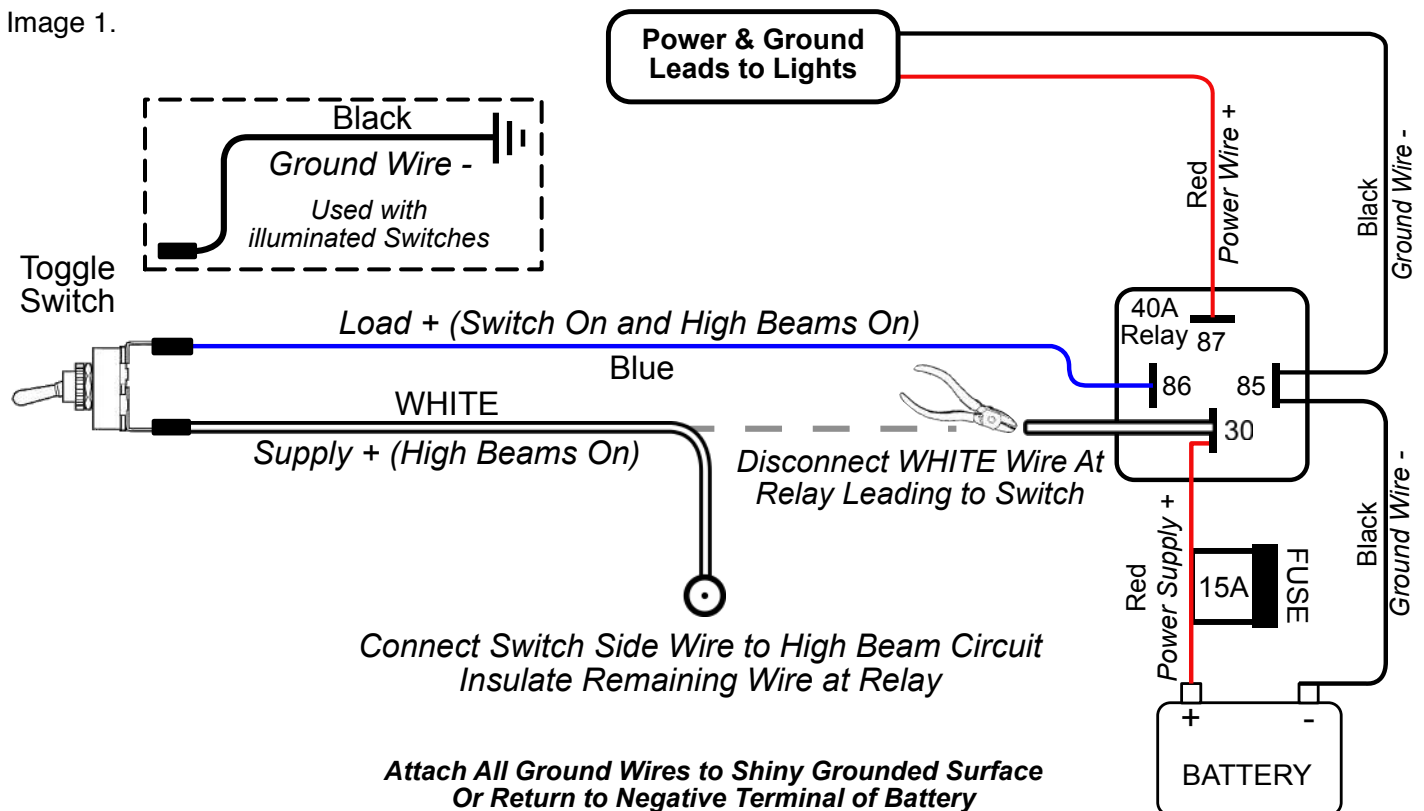 Image 1.
Power & Ground
Leads to Lights
Black
Ground Wire -
Used with
illuminated Switches
Toggle
Switch
Load + (Switch On and High Beams On)
Blue
WHITE
Supply + (High Beams On)
Disconnect WHITE Wire At
Relay Leading to Switch
Connect Switch Side Wire to High Beam Circuit
Insulate Remaining Wire at Relay
Red
Power Wire +
Black
Ground Wire -
40A
Relay
87
86
85
30
Red
Power Supply +
15A
FUSE
Black
Ground Wire -
+
-
BATTERY
Attach All Ground Wires to Shiny Grounded Surface
Or Return to Negative Terminal of Battery